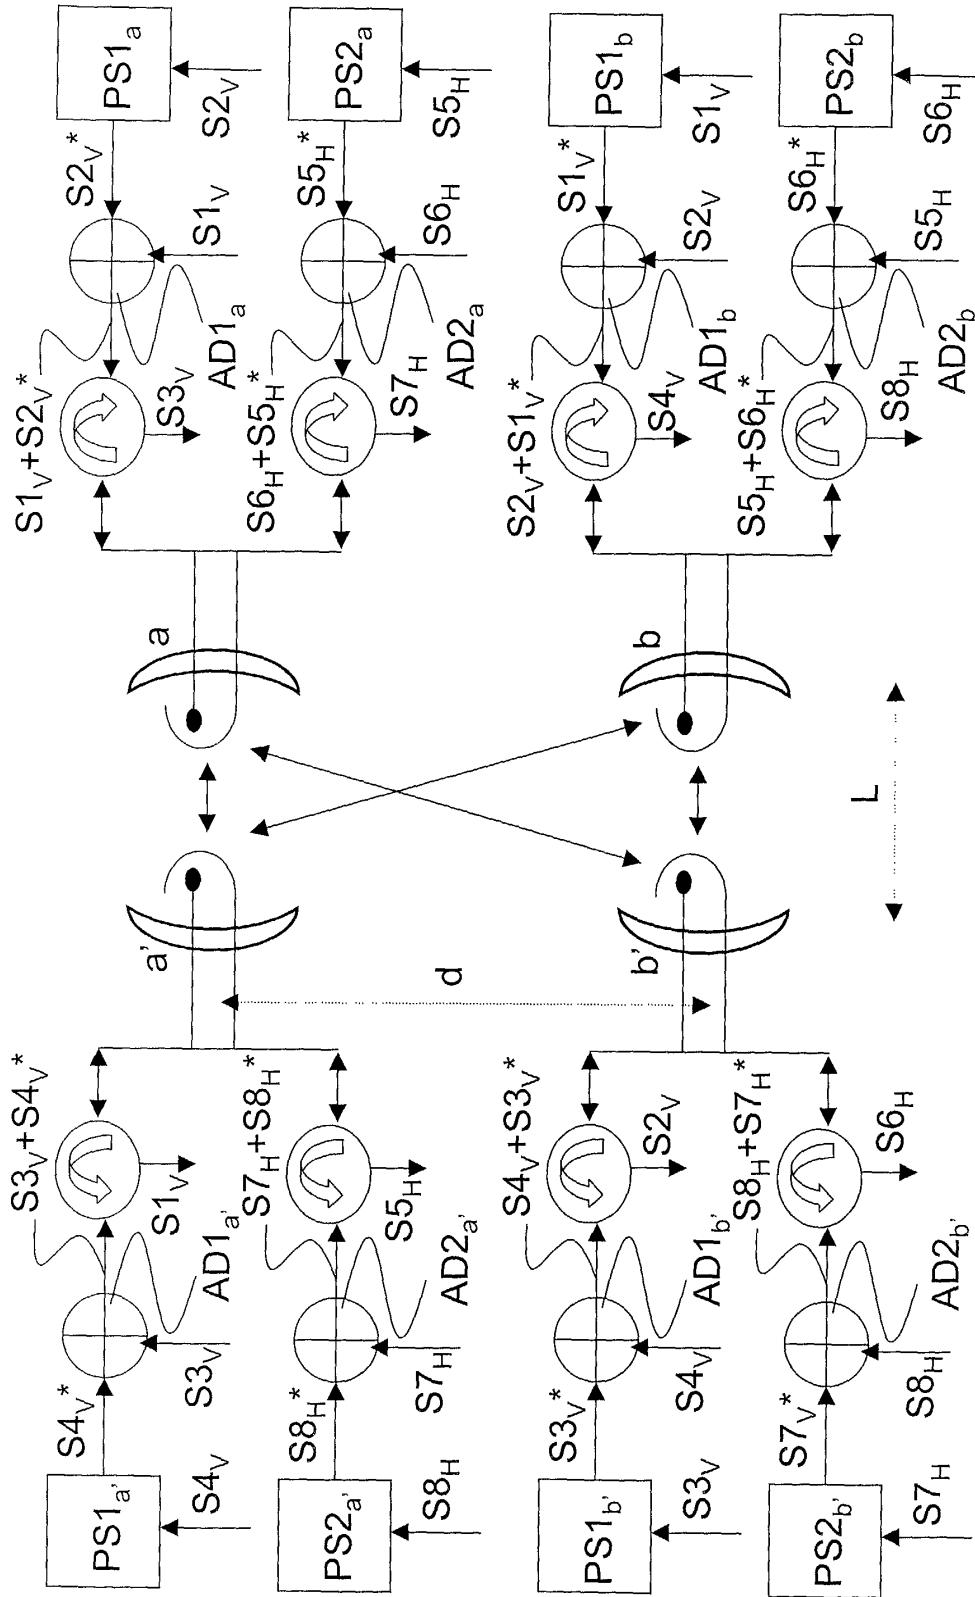 PS1a
S2V
S2V*
S1V
S1V+S2V*
AD1a
S3V
PS2a
S5H
S5H*
S6H
S6H+S5H*
AD2a
S7H
PS1b
S1V
S1V*
S2V
S2V+S1V*
AD1b
S4V
PS2b
S6H
S6H*
S5H
S5H+S6H*
AD2b
S8H
a
b
L
a'
b'
d
S3V+S4V*
S1V
AD1a'
S4V*
S3V
PS1a'
S4V
S7H+S8H*
S5H
AD2a'
S8H*
S7H
PS2a'
S8H
S4V+S3V*
S2V
AD1b'
S3V*
S4V
PS1b'
S3V
S8H+S7H*
S6H
AD2b'
S7V*
S8H
PS2b'
S7H